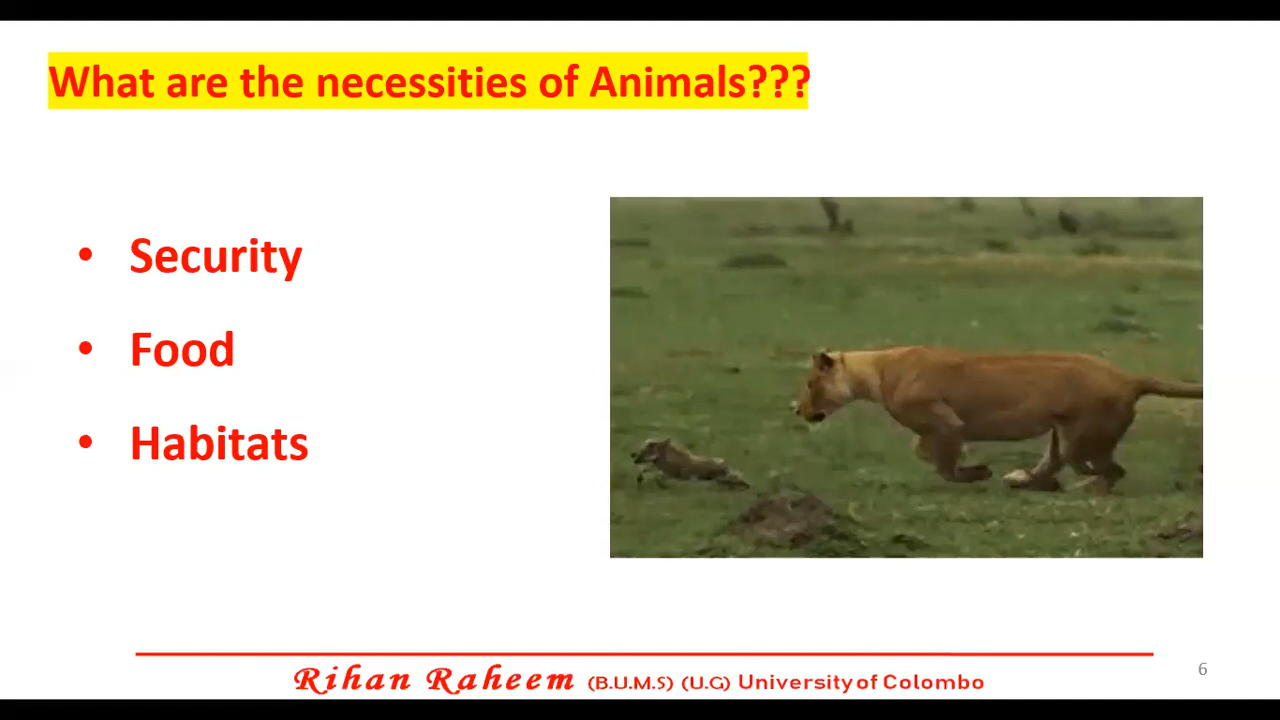 What are the necessities of Animals???
• Security
• Food
• Habitats
Rihan Raheem (B.U.M.S) (U.G) University of Colombo
6